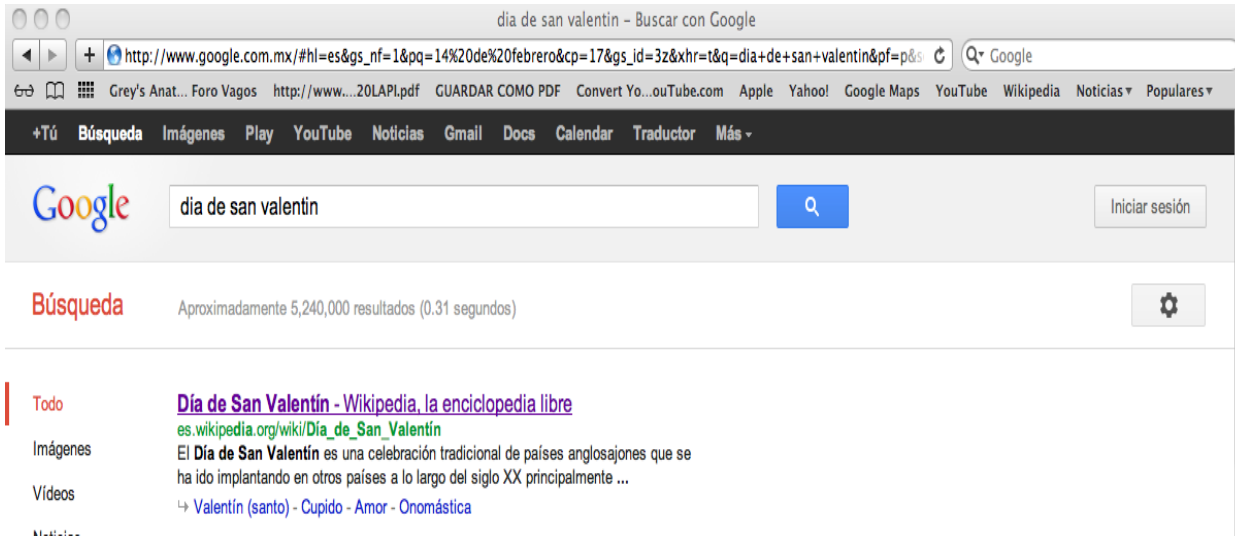 dia de san valentin – Buscar con Google
http://www.google.com.mx/#hl=es&gs_nf=1&pq=14%20de%20febrero&cp=17&gs_id=3z&xhr=t&q=dia+de+san+valentin&pf=p&s Google
Grey's Anat... Foro Vagos http://www....20LAPI.pdf GUARDAR COMO PDF Convert Yo...ouTube.com Apple Yahoo! Google Maps YouTube Wikipedia Noticias Populares
+Tú Búsqueda Imágenes Play YouTube Noticias Gmail Docs Calendar Traductor Más
Google dia de san valentin Iniciar sesión
Búsqueda Aproximadamente 5,240,000 resultados (0.31 segundos)
Todo
Imágenes
Vídeos
Noticias
Día de San Valentín - Wikipedia, la enciclopedia libre
es.wikipedia.org/wiki/Día_de_San_Valentín
El Día de San Valentín es una celebración tradicional de países anglosajones que se
ha ido implantando en otros países a lo largo del siglo XX principalmente ...
Valentín (santo) - Cupido - Amor - Onomástica